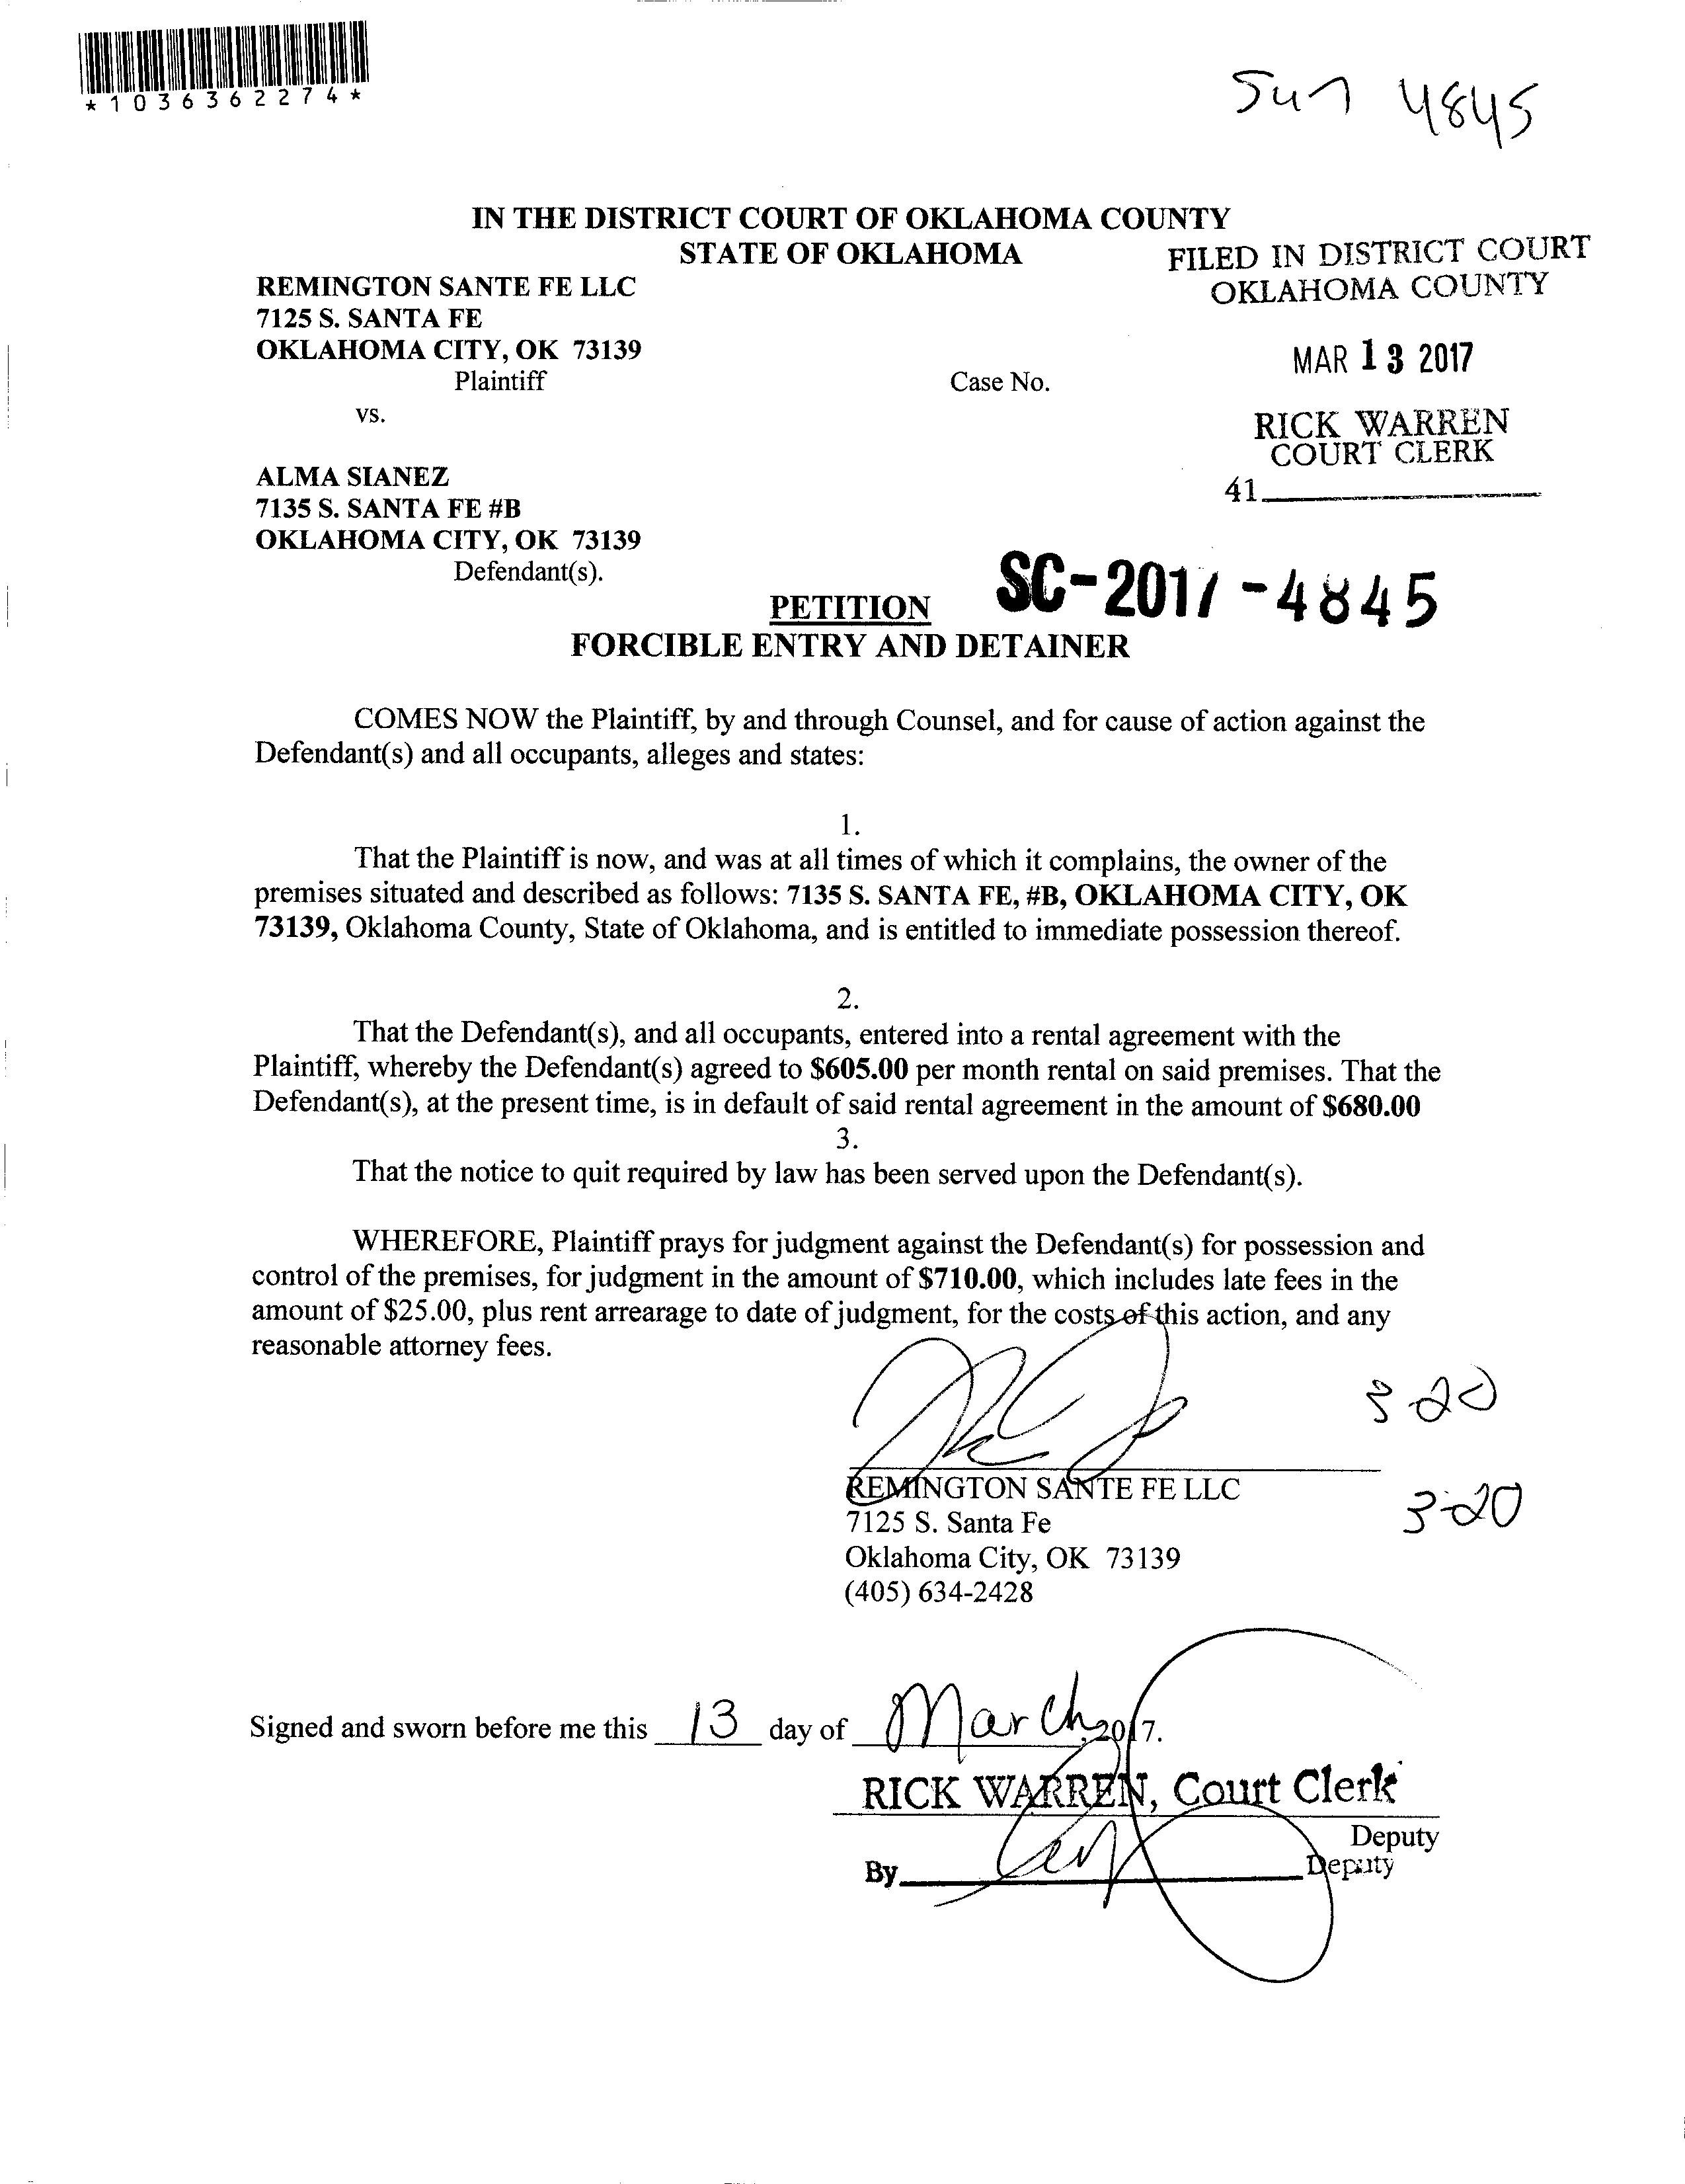 *1036362274*
4845
IN THE DISTRICT COURT OF OKLAHOMA COUNTY
STATE OF OKLAHOMA
FILED IN DISTRICT COURT
OKLAHOMA COUNTY
REMINGTON SANTE FE LLC
7125 S. SANTA FE
OKLAHOMA CITY, OK 73139
MAR 13 2017
Plaintiff
Case No.
vs.
RICK WARREN
COURT CLERK
41
ALMA SIANEZ
7135 S. SANTA FE #B
OKLAHOMA CITY, OK 73139
Defendant(s).
SC-2017-4845
PETITION
FORCIBLE ENTRY AND DETAINER
COMES NOW the Plaintiff, by and through Counsel, and for cause of action against the
Defendant(s) and all occupants, alleges and states:
1.
That the Plaintiff is now, and was at all times of which it complains, the owner of the
premises situated and described as follows: 7135 S. SANTA FE, #B, OKLAHOMA CITY, OK
73139, Oklahoma County, State of Oklahoma, and is entitled to immediate possession thereof.
2.
That the Defendant(s), and all occupants, entered into a rental agreement with the
Plaintiff, whereby the Defendant(s) agreed to $605.00 per month rental on said premises. That the
Defendant(s), at the present time, is in default of said rental agreement in the amount of $680.00
3.
That the notice to quit required by law has been served upon the Defendant(s).
WHEREFORE, Plaintiff prays for judgment against the Defendant(s) for possession and
control of the premises, for judgment in the amount of $710.00, which includes late fees in the
amount of $25.00, plus rent arrearage to date of judgment, for the costs of this action, and any
reasonable attorney fees.
3-20
REMINGTON SANTE FE LLC
7125 S. Santa Fe
3-20
Oklahoma City, OK 73139
(405) 634-2428
Signed and sworn before me this 13 day of March, 2017.
RICK WARREN, Court Clerk
Deputy
By Deputy